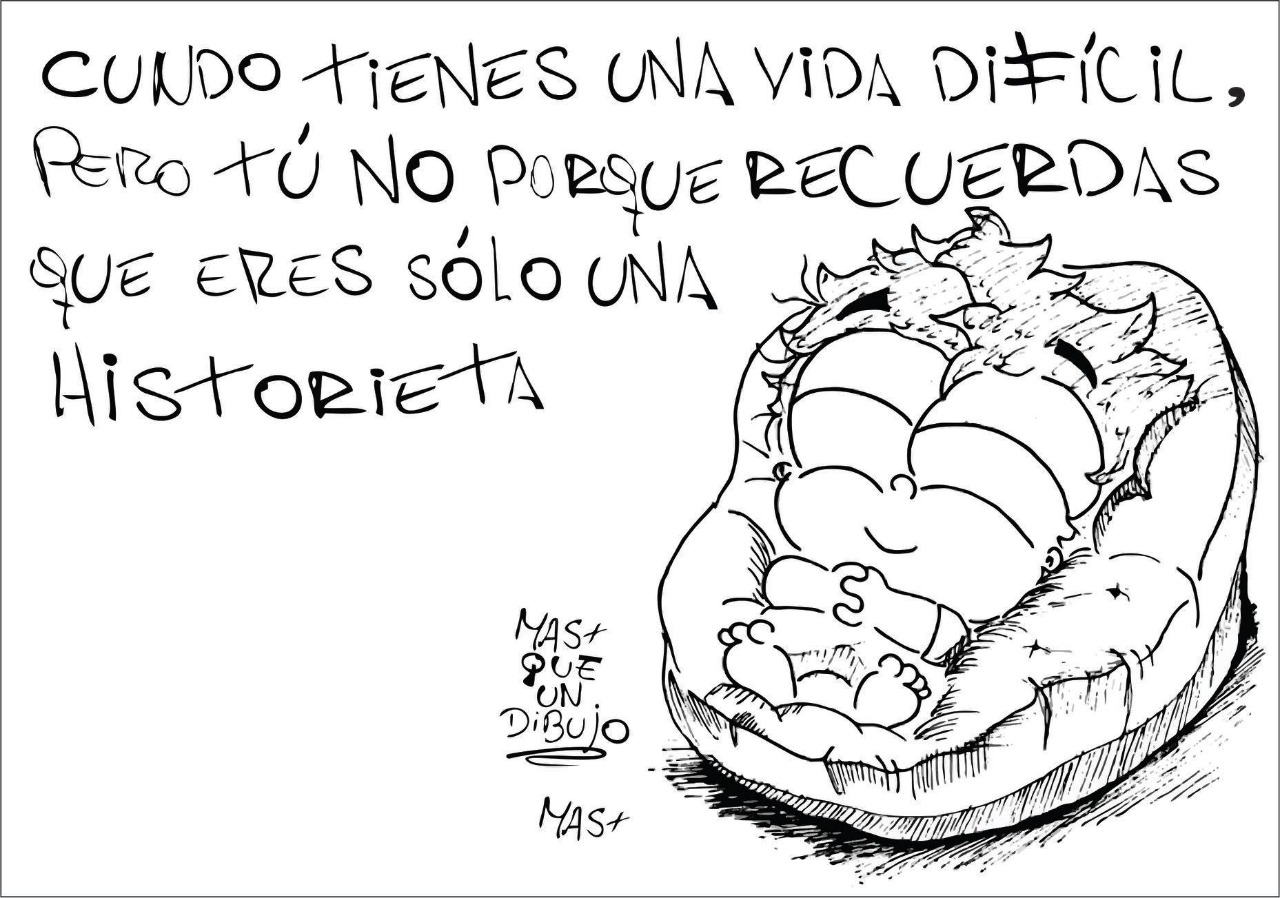 CUNDO TIENES UNA VIDA DIFÍCIL,
PERO TÚ NO PORQUE RECUERDAS
QUE ERES SÓLO UNA
HISTORIETA
MAS+
QUE
UN
DIBUJO
MAS+